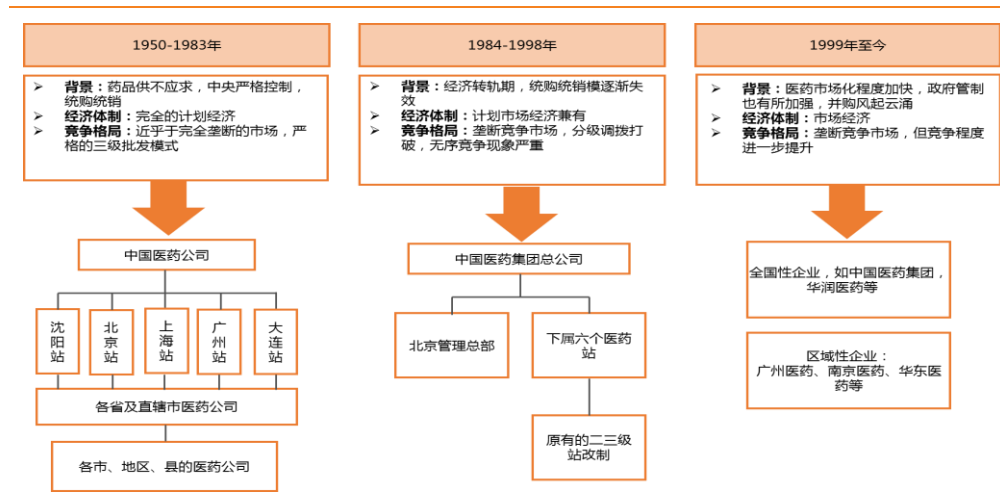 1950-1983年
背景：药品供不应求，中央严格控制，
统购统销
经济体制：完全的计划经济
竞争格局：近乎于完全垄断的市场，严
格的三级批发模式
中国医药公司
沈阳站
北京站
上海站
广州站
大连站
各省及直辖市医药公司
各市、地区、县的医药公司
1984-1998年
背景：经济转轨期，统购统销模逐渐失
效
经济体制：计划市场经济兼有
竞争格局：垄断竞争市场，分级调拨打
破，无序竞争现象严重
中国医药集团总公司
北京管理总部
下属六个医药
站
原有的二三级
站改制
1999年至今
背景：医药市场化程度加快，政府管制
也有所加强，并购风起云涌
经济体制：市场经济
竞争格局：垄断竞争市场，但竞争程度
进一步提升
全国性企业，如中国医药集团，
华润医药等
区域性企业：
广州医药、南京医药、华东医
药等